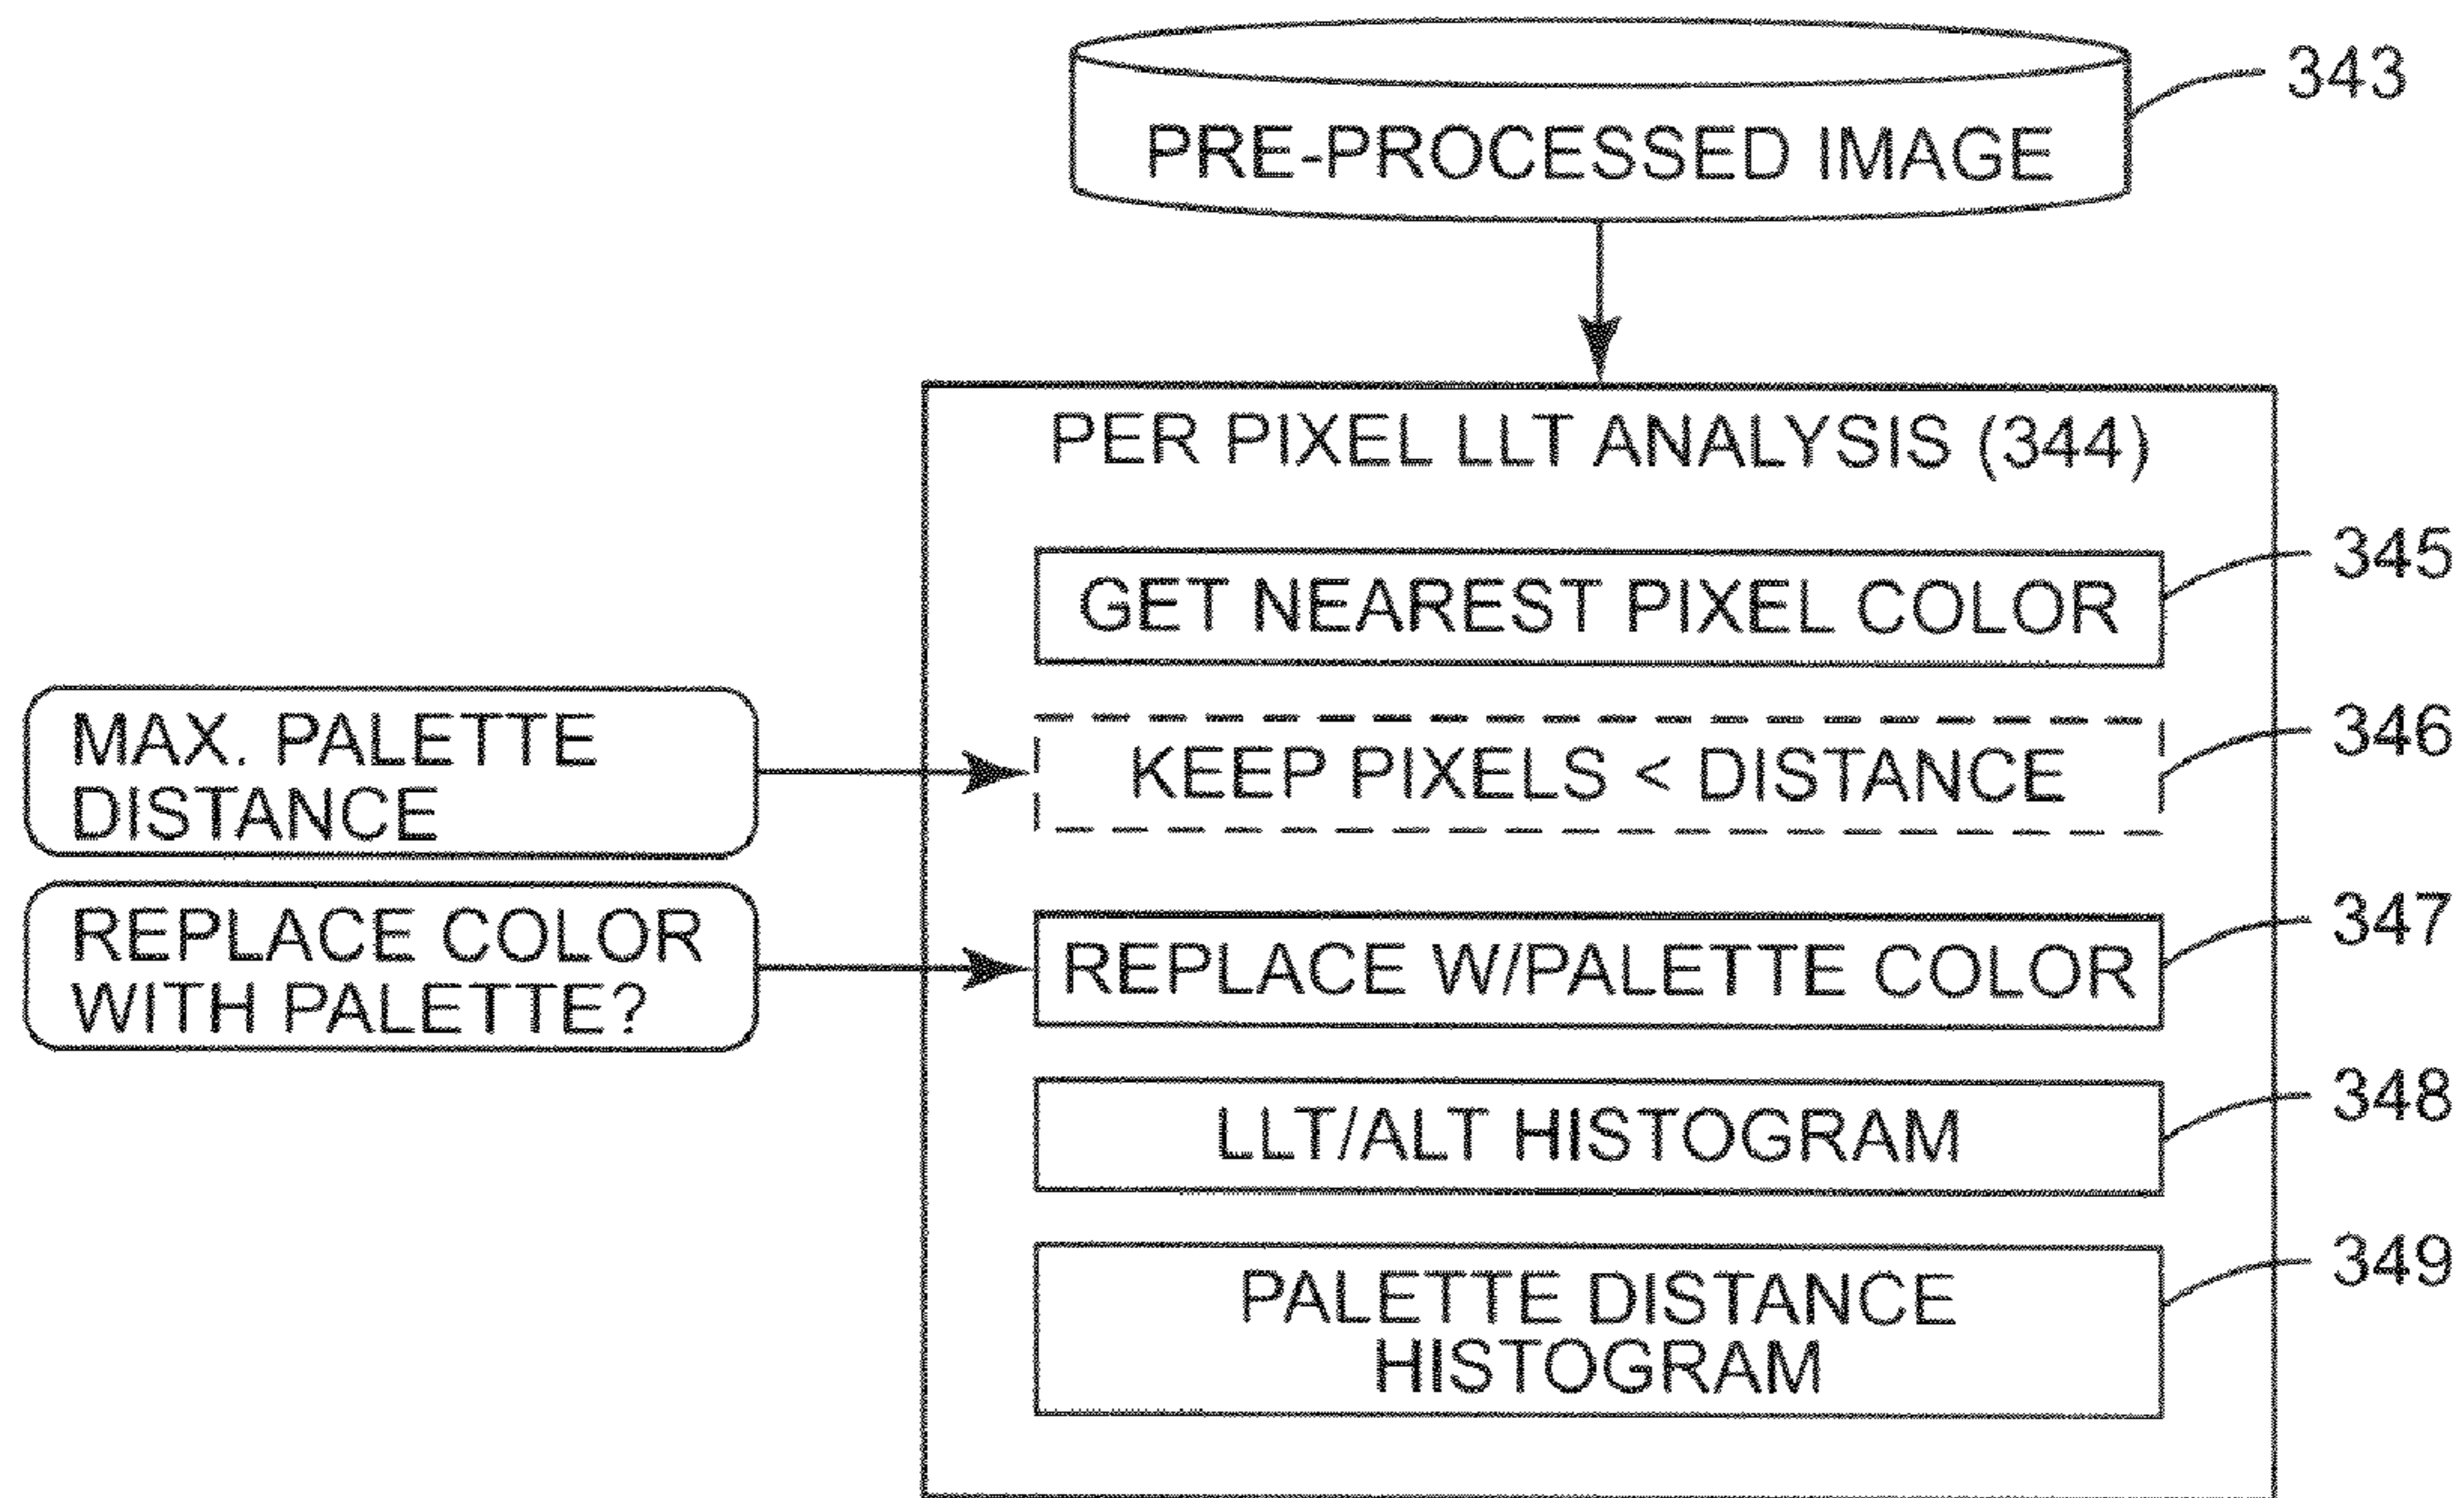 PRE-PROCESSED IMAGE
343
PER PIXEL LLT ANALYSIS (344)
GET NEAREST PIXEL COLOR
345
MAX. PALETTE
DISTANCE
KEEP PIXELS < DISTANCE
346
REPLACE COLOR
WITH PALETTE?
REPLACE W/PALETTE COLOR
347
LLT/ALT HISTOGRAM
348
PALETTE DISTANCE
HISTOGRAM
349